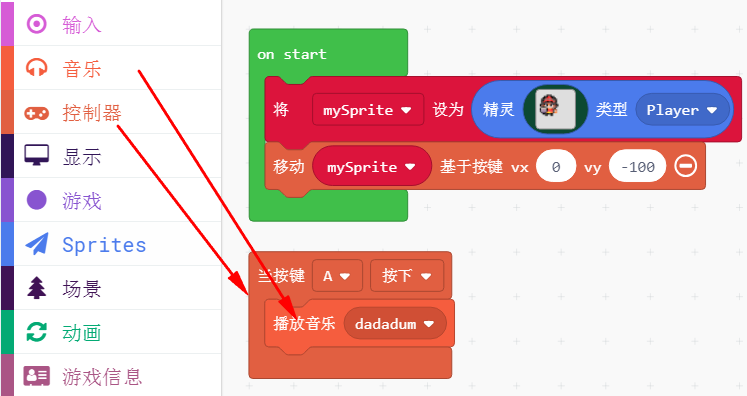 输入
音乐
控制器
显示
游戏
Sprites
场景
动画
游戏信息
on start
将 mySprite 设为 精灵 类型 Player
移动 mySprite 基于按键 vx 0 vy -100
当按键 A 按下
播放音乐 dadadum